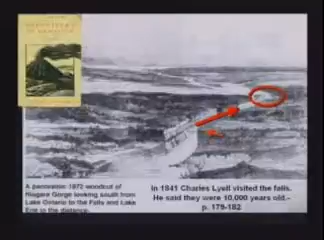 A panoramic 1872 woodcut of
Niagara Gorge looking south from
Lake Ontario to the Falls and Lake
Erie in the distance.
In 1841 Charles Lyell visited the falls.
He said they were 10,000 years old.-
p. 179-182